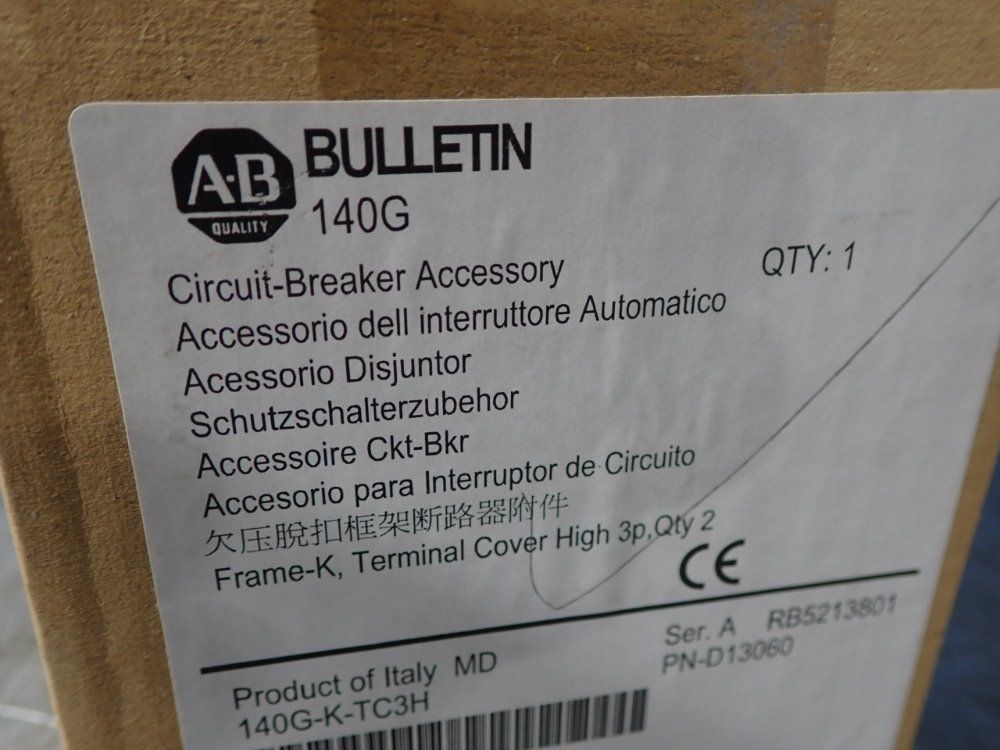 A·B
QUALITY
BULLETIN
140G
Circuit-Breaker Accessory
QTY: 1
Accessorio dell interruttore Automatico
Acessorio Disjuntor
Schutzschalterzubehor
Accessoire Ckt-Bkr
Accesorio para Interruptor de Circuito
欠压脱扣框架断路器附件
Frame-K, Terminal Cover High 3p,Qty 2
CE
Ser. A RB5213801
PN-D13060
Product of Italy MD
140G-K-TC3H